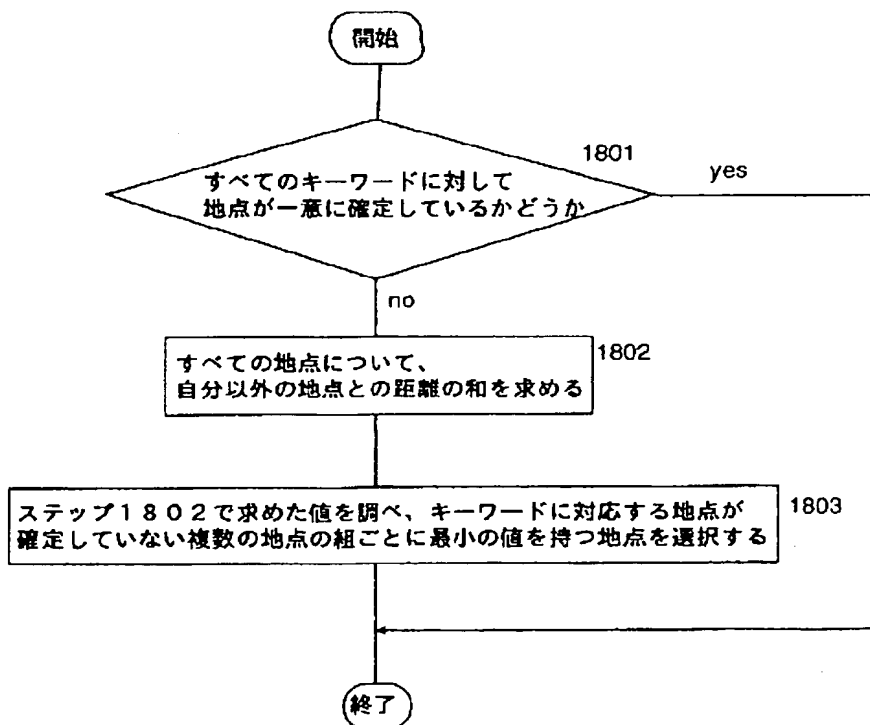 開始
1801
すべてのキーワードに対して
地点が一意に確定しているかどうか
yes
no
1802
すべての地点について、
自分以外の地点との距離の和を求める
1803
ステップ1802で求めた値を調べ、キーワードに対応する地点が
確定していない複数の地点の組ごとに最小の値を持つ地点を選択する
終了